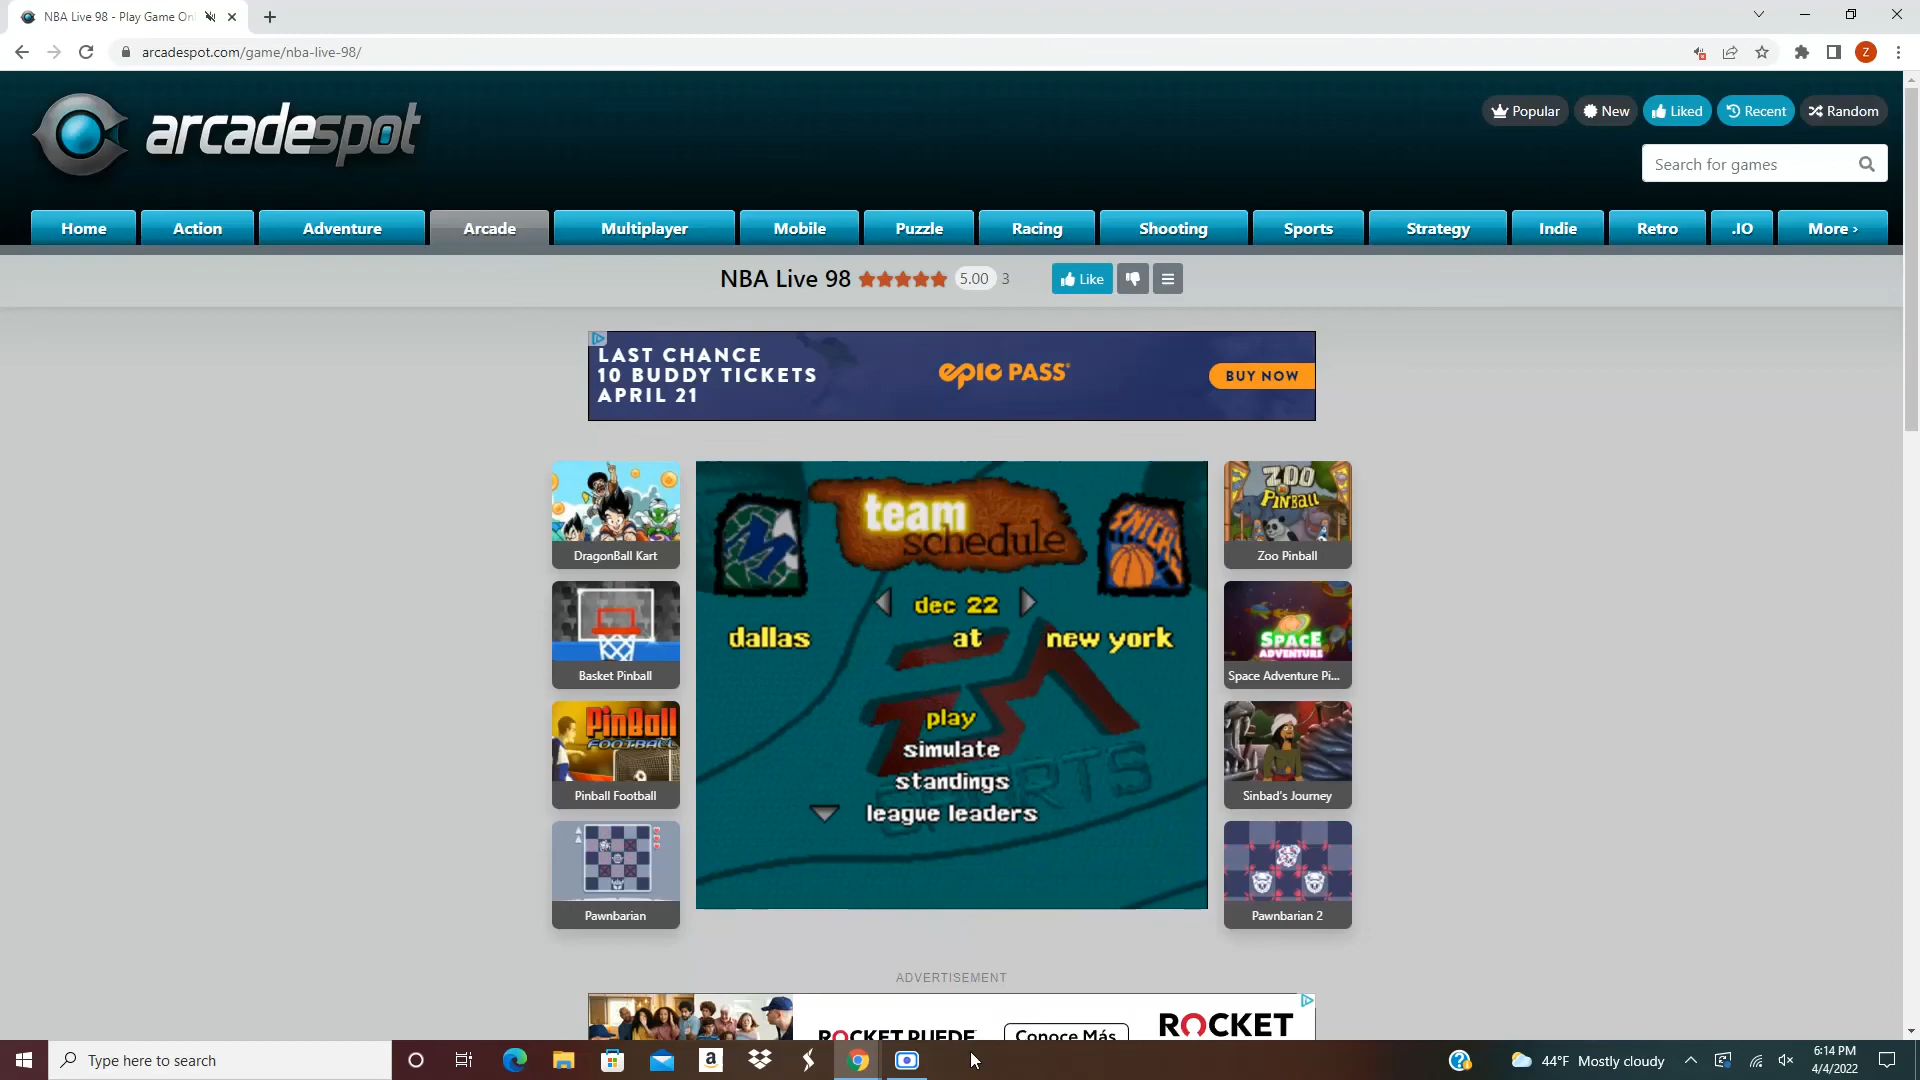 NBA Live 98 - Play Game Onl
arcadespot.com/game/nba-live-98/
Z
arcadespot
Popular
New
Liked
Recent
Random
Search for games
Home
Action
Adventure
Arcade
Multiplayer
Mobile
Puzzle
Racing
Shooting
Sports
Strategy
Indie
Retro
.IO
More ›
NBA Live 98
5.00
3
Like
LAST CHANCE
10 BUDDY TICKETS
APRIL 21
epic PASS
BUY NOW
DragonBall Kart
Basket Pinball
PinBall
FOOTBALL
Pinball Football
Pawnbarian
M
team
schedule
KNICKS
dec 22
dallas at new york
play
simulate
standings
league leaders
EA
SPORTS
ZOO
PINBALL
Zoo Pinball
SPACE
ADVENTURE
Space Adventure Pi...
Sinbad's Journey
Pawnbarian 2
ADVERTISEMENT
ROCKET PUEDE
Conoce Más
ROCKET
Type here to search
a
44°F Mostly cloudy
6:14 PM
4/4/2022